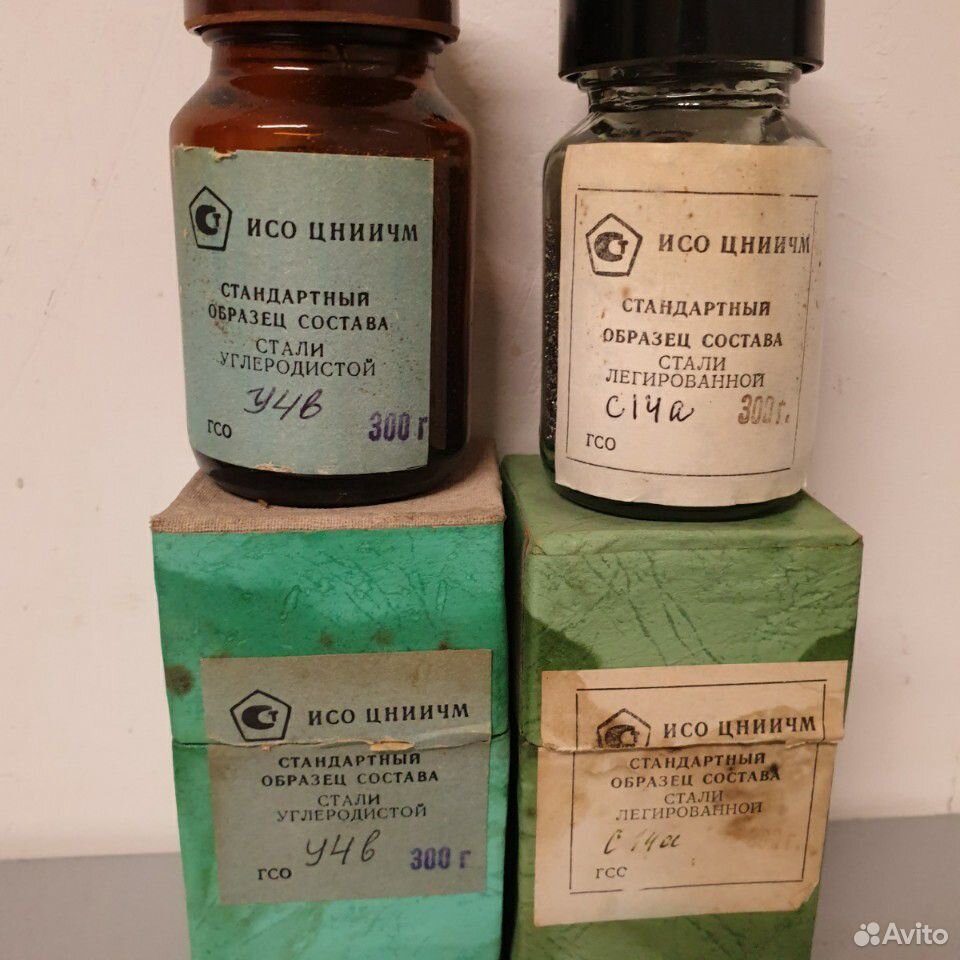 ИСО ЦНИИЧМ
СТАНДАРТНЫЙ
ОБРАЗЕЦ СОСТАВА
СТАЛИ
УГЛЕРОДИСТОЙ
У4в
300 г
ГСО
ИСО ЦНИИЧМ
СТАНДАРТНЫЙ
ОБРАЗЕЦ СОСТАВА
СТАЛИ
ЛЕГИРОВАННОЙ
С14а 300 г.
ГСО
ИСО ЦНИИЧМ
СТАНДАРТНЫЙ
ОБРАЗЕЦ СОСТАВА
СТАЛИ
УГЛЕРОДИСТОЙ
У4в 300 г
ГСО
ИСО ЦНИИЧМ
СТАНДАРТНЫЙ
ОБРАЗЕЦ СОСТАВА
СТАЛИ
ЛЕГИРОВАННОЙ
С14а
ГСС
Avito